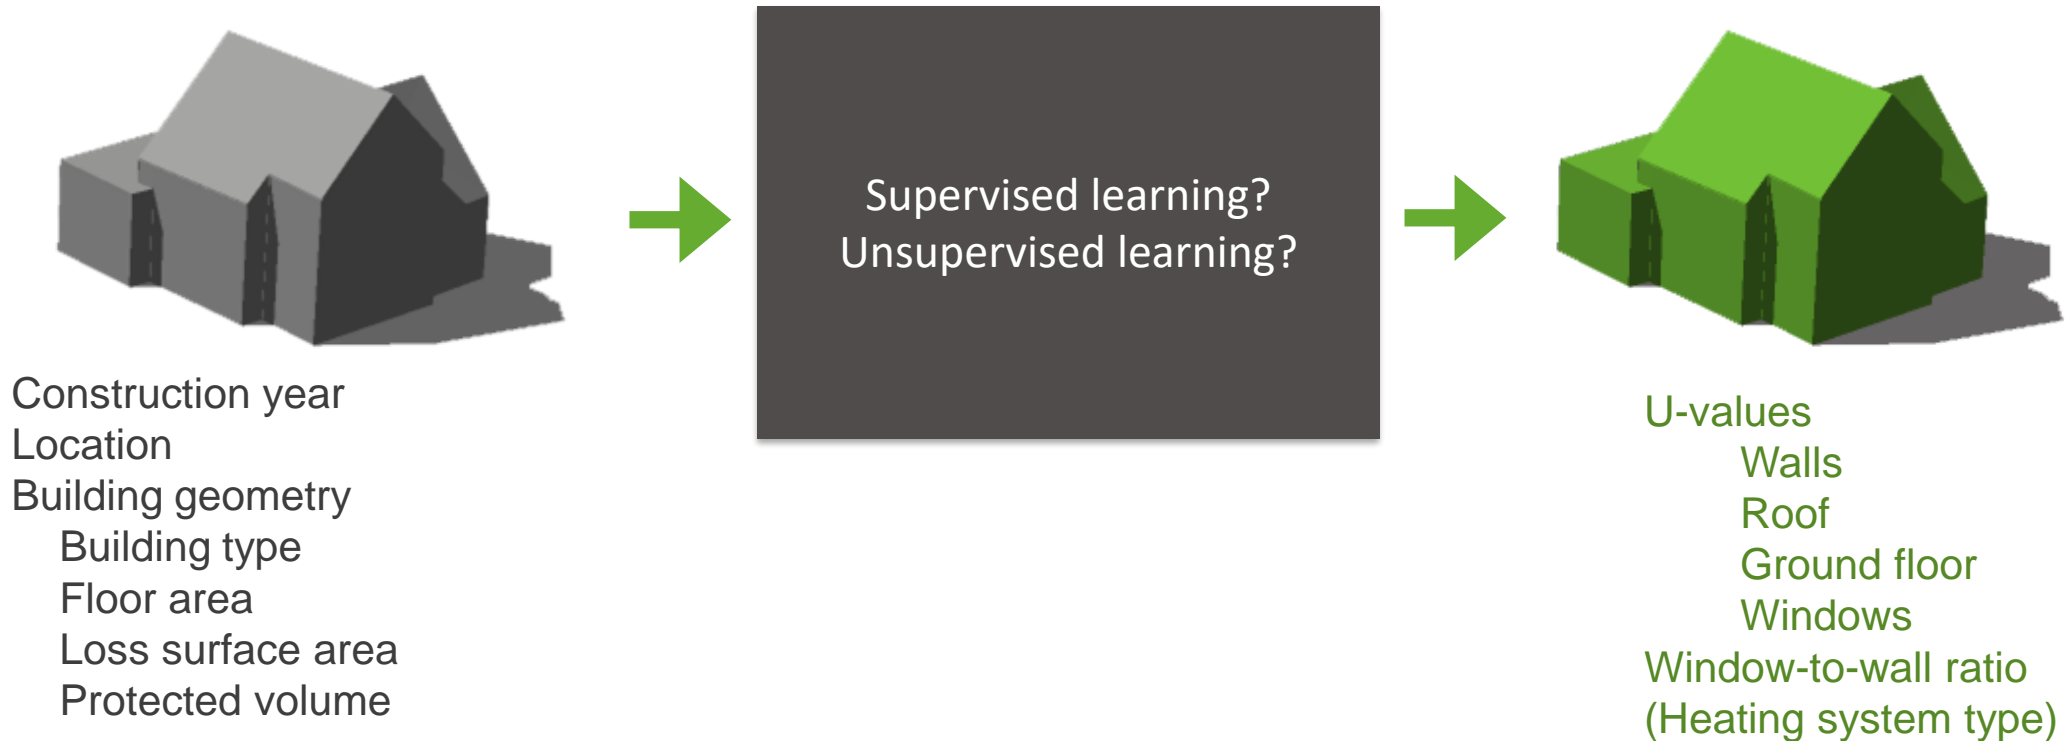 Supervised learning?
Unsupervised learning?
Construction year
Location
Building geometry
Building type
Floor area
Loss surface area
Protected volume
U-values
Walls
Roof
Ground floor
Windows
Window-to-wall ratio
(Heating system type)